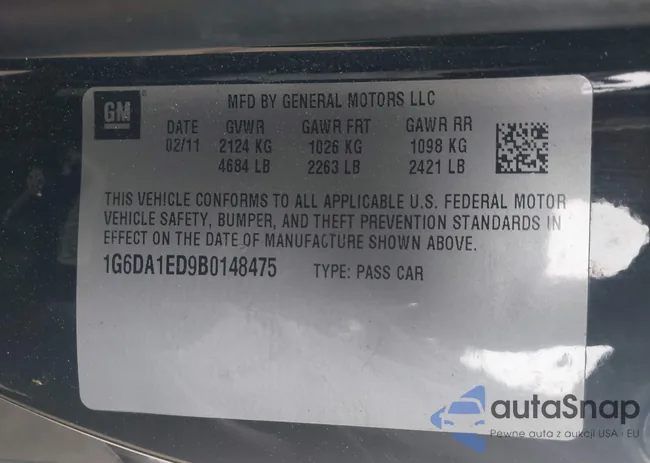 GM
MFD BY GENERAL MOTORS LLC
DATE GVWR GAWR FRT GAWR RR
02/11 2124 KG 1026 KG 1098 KG
4684 LB 2263 LB 2421 LB
THIS VEHICLE CONFORMS TO ALL APPLICABLE U.S. FEDERAL MOTOR
VEHICLE SAFETY, BUMPER, AND THEFT PREVENTION STANDARDS IN
EFFECT ON THE DATE OF MANUFACTURE SHOWN ABOVE.
1G6DA1ED9B0148475 TYPE: PASS CAR
autaSnap
Pewne auta z aukcji USA i EU